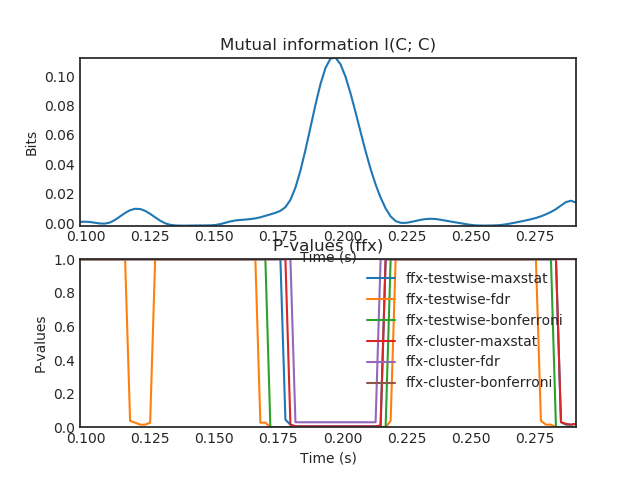 Mutual information I(C; C)
0.10
0.08
0.06
0.04
0.02
0.00
Bits
0.100 0.125 0.150 0.175 0.200 0.225 0.250 0.275
Time (s)
P-values (ffx)
1.0
0.8
0.6
0.4
0.2
0.0
P-values
ffx-testwise-maxstat
ffx-testwise-fdr
ffx-testwise-bonferroni
ffx-cluster-maxstat
ffx-cluster-fdr
ffx-cluster-bonferroni
0.100 0.125 0.150 0.175 0.200 0.225 0.250 0.275
Time (s)